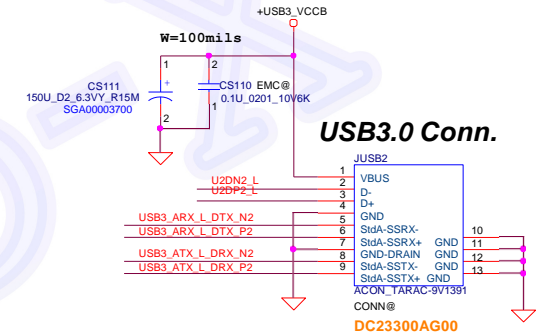 +USB3_VCCB
W=100mils
1
2
CS111
+
CS110 EMC@
150U_D2_6.3VY_R15M
0.1U_0201_10V6K
SGA00003700
1
2
USB3.0 Conn.
JUSB2
1 VBUS
U2DN2_L 2 D-
U2DP2_L 3 D+
4 GND
USB3_ARX_L_DTX_N2 5 StdA-SSRX-
USB3_ARX_L_DTX_P2 6 StdA-SSRX+ GND 10
7 GND-DRAIN GND 11
USB3_ATX_L_DRX_N2 8 StdA-SSTX- GND 12
USB3_ATX_L_DRX_P2 9 StdA-SSTX+ GND 13
ACON_TARAC-9V1391
CONN@
DC23300AG00